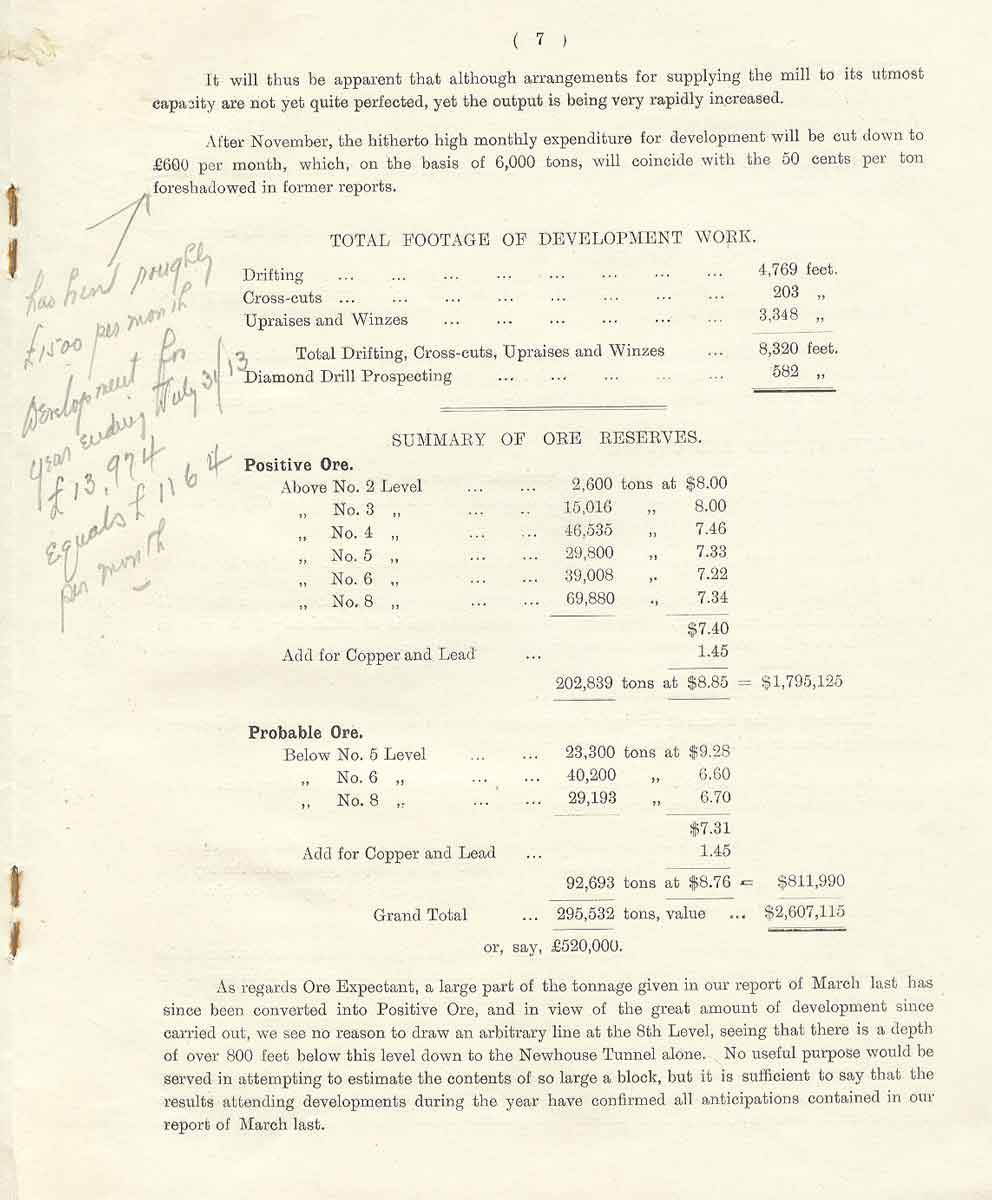 ( 7 )
It will thus be apparent that although arrangements for supplying the mill to its utmost
capacity are not yet quite perfected, yet the output is being very rapidly increased.
After November, the hitherto high monthly expenditure for development will be cut down to
£600 per month, which, on the basis of 6,000 tons, will coincide with the 50 cents per ton
foreshadowed in former reports.
has been roughly
£1500 per month
Development for
year ending July 31/13
£13,974
Equals £1164
per month
TOTAL FOOTAGE OF DEVELOPMENT WORK.
Drifting ... ... ... ... ... ... ... ... 4,769 feet.
Cross-cuts ... ... ... ... ... ... ... ... 203 „
Upraises and Winzes ... ... ... ... ... ... 3,348 „
Total Drifting, Cross-cuts, Upraises and Winzes ... 8,320 feet.
Diamond Drill Prospecting ... ... ... ... ... 582 „
SUMMARY OF ORE RESERVES.
Positive Ore.
Above No. 2 Level ... ... 2,600 tons at $8.00
„ No. 3 „ ... .. 15,016 „ 8.00
„ No. 4 „ ... ... 46,535 „ 7.46
„ No. 5 „ ... ... 29,800 „ 7.33
„ No. 6 „ ... ... 39,008 „ 7.22
„ No. 8 „ ... ... 69,880 „ 7.34
$7.40
Add for Copper and Lead ... 1.45
202,839 tons at $8.85 = $1,795,125
Probable Ore.
Below No. 5 Level ... ... 23,300 tons at $9.28
„ No. 6 „ ... ... 40,200 „ 6.60
„ No. 8 „ ... ... 29,193 „ 6.70
$7.31
Add for Copper and Lead ... 1.45
92,693 tons at $8.76 = $811,990
Grand Total ... 295,532 tons, value ... $2,607,115
or, say, £520,000.
As regards Ore Expectant, a large part of the tonnage given in our report of March last has
since been converted into Positive Ore, and in view of the great amount of development since
carried out, we see no reason to draw an arbitrary line at the 8th Level, seeing that there is a depth
of over 800 feet below this level down to the Newhouse Tunnel alone. No useful purpose would be
served in attempting to estimate the contents of so large a block, but it is sufficient to say that the
results attending developments during the year have confirmed all anticipations contained in our
report of March last.